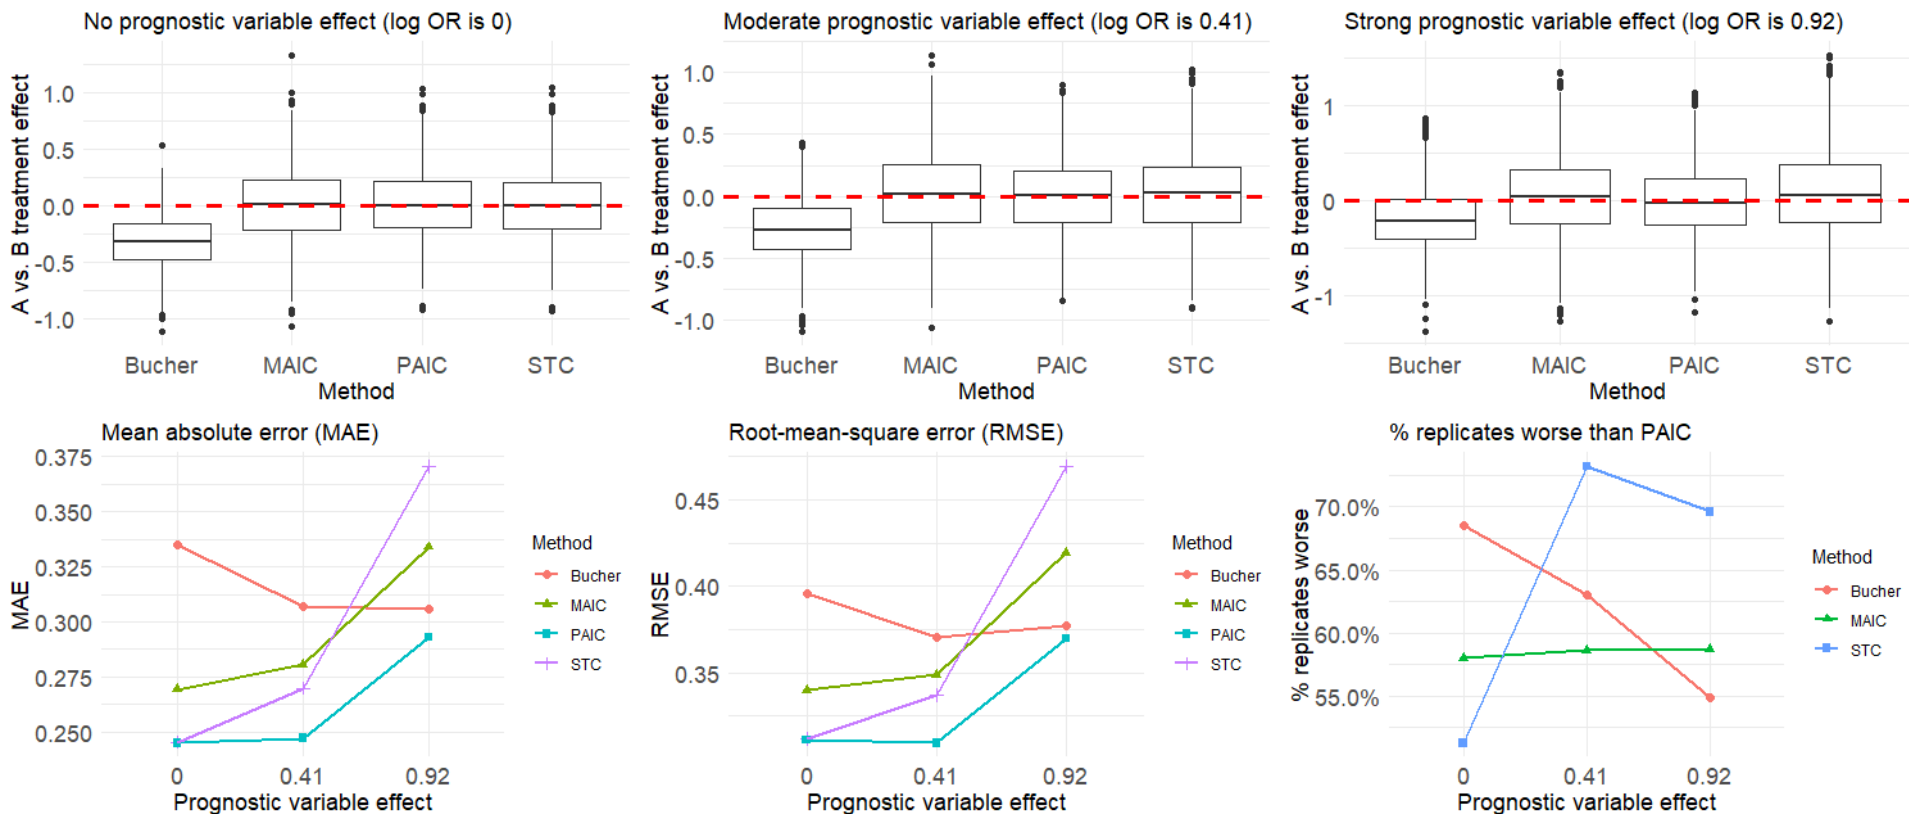 No prognostic variable effect (log OR is 0)
A vs. B treatment effect
1.0
0.5
0.0
-0.5
-1.0
Bucher MAIC PAIC STC
Method
Moderate prognostic variable effect (log OR is 0.41)
A vs. B treatment effect
1.0
0.5
0.0
-0.5
-1.0
Bucher MAIC PAIC STC
Method
Strong prognostic variable effect (log OR is 0.92)
A vs. B treatment effect
1
0
-1
Bucher MAIC PAIC STC
Method
Mean absolute error (MAE)
MAE
0.375
0.350
0.325
0.300
0.275
0.250
0 0.41 0.92
Prognostic variable effect
Method
Bucher
MAIC
PAIC
STC
Root-mean-square error (RMSE)
RMSE
0.45
0.40
0.35
0 0.41 0.92
Prognostic variable effect
Method
Bucher
MAIC
PAIC
STC
% replicates worse than PAIC
% replicates worse
70.0%
65.0%
60.0%
55.0%
0 0.41 0.92
Prognostic variable effect
Method
Bucher
MAIC
STC